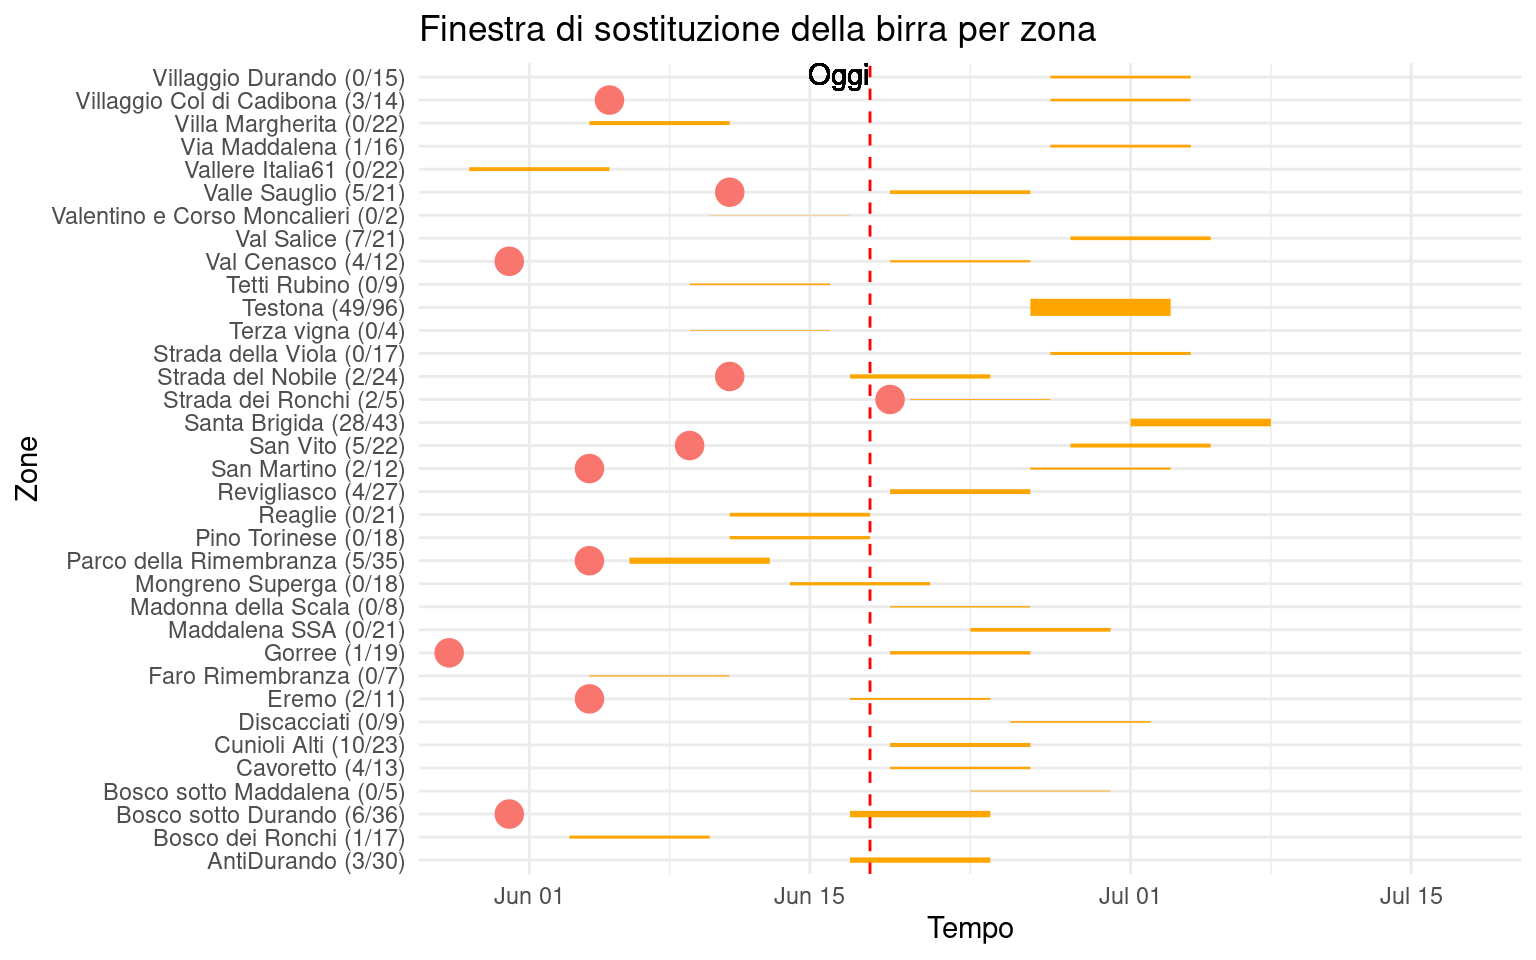 Finestra di sostituzione della birra per zona
Oggi
Villaggio Durando (0/15)
Villaggio Col di Cadibona (3/14)
Villa Margherita (0/22)
Via Maddalena (1/16)
Vallere Italia61 (0/22)
Valle Sauglio (5/21)
Valentino e Corso Moncalieri (0/2)
Val Salice (7/21)
Val Cenasco (4/12)
Tetti Rubino (0/9)
Testona (49/96)
Terza vigna (0/4)
Strada della Viola (0/17)
Strada del Nobile (2/24)
Strada dei Ronchi (2/5)
Santa Brigida (28/43)
San Vito (5/22)
San Martino (2/12)
Revigliasco (4/27)
Reaglie (0/21)
Pino Torinese (0/18)
Parco della Rimembranza (5/35)
Mongreno Superga (0/18)
Madonna della Scala (0/8)
Maddalena SSA (0/21)
Gorree (1/19)
Faro Rimembranza (0/7)
Eremo (2/11)
Discacciati (0/9)
Cunioli Alti (10/23)
Cavoretto (4/13)
Bosco sotto Maddalena (0/5)
Bosco sotto Durando (6/36)
Bosco dei Ronchi (1/17)
AntiDurando (3/30)
Zone
Jun 01
Jun 15
Jul 01
Jul 15
Tempo